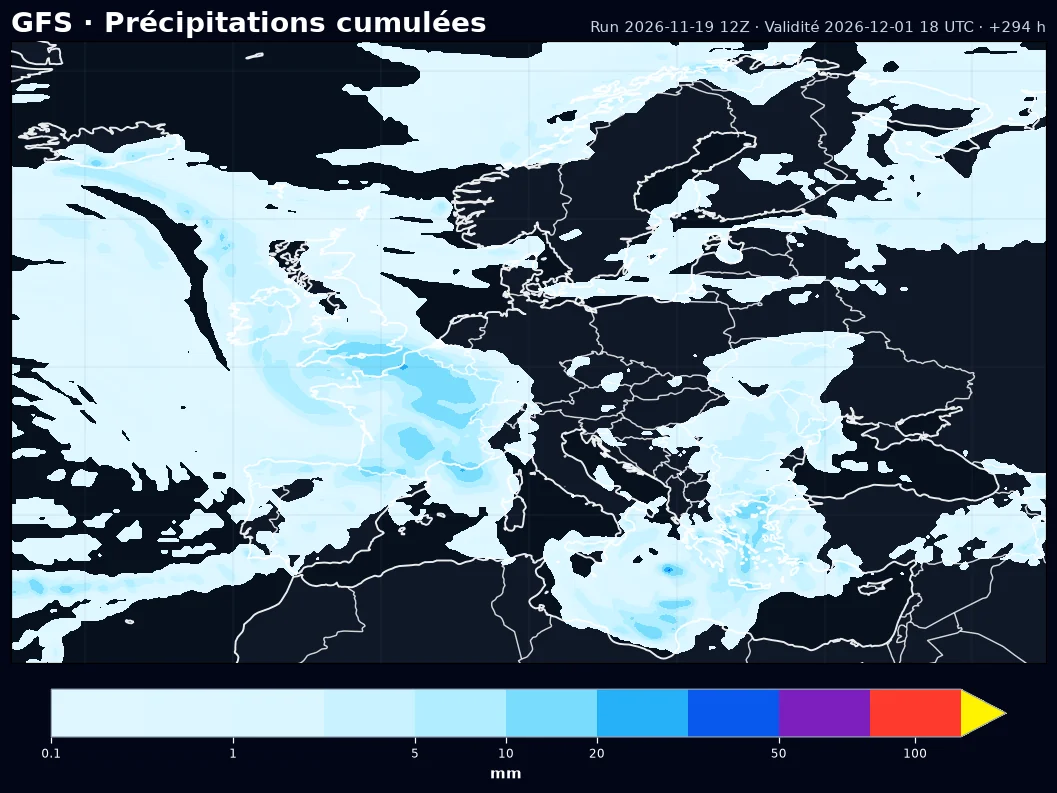 GFS · Précipitations cumulées
Run 2026-11-19 12Z · Validité 2026-12-01 18 UTC · +294 h
0.1 1 5 10 20 50 100
mm